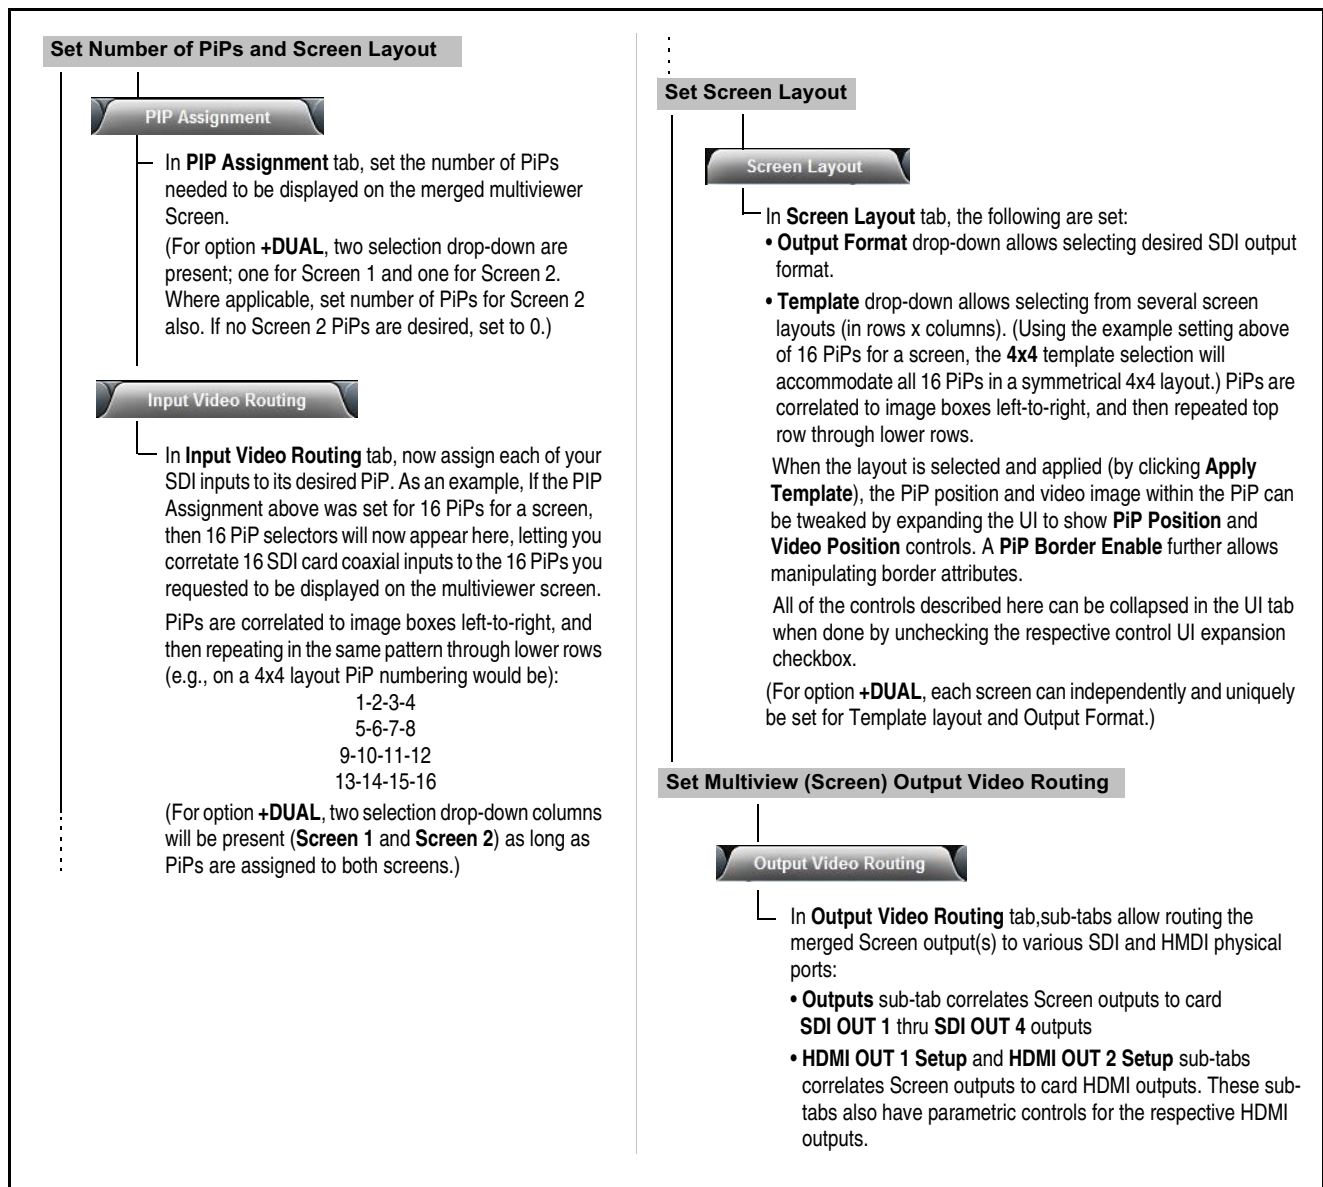 Set Number of PiPs and Screen Layout
PIP Assignment
In PIP Assignment tab, set the number of PiPs
needed to be displayed on the merged multiviewer
Screen.
(For option +DUAL, two selection drop-down are
present; one for Screen 1 and one for Screen 2.
Where applicable, set number of PiPs for Screen 2
also. If no Screen 2 PiPs are desired, set to 0.)
Input Video Routing
In Input Video Routing tab, now assign each of your
SDI inputs to its desired PiP. As an example, If the PIP
Assignment above was set for 16 PiPs for a screen,
then 16 PiP selectors will now appear here, letting you
corretate 16 SDI card coaxial inputs to the 16 PiPs you
requested to be displayed on the multiviewer screen.
PiPs are correlated to image boxes left-to-right, and
then repeating in the same pattern through lower rows
(e.g., on a 4x4 layout PiP numbering would be):
1-2-3-4
5-6-7-8
9-10-11-12
13-14-15-16
(For option +DUAL, two selection drop-down columns
will be present (Screen 1 and Screen 2) as long as
PiPs are assigned to both screens.)
Set Screen Layout
Screen Layout
In Screen Layout tab, the following are set:
• Output Format drop-down allows selecting desired SDI output
format.
• Template drop-down allows selecting from several screen
layouts (in rows x columns). (Using the example setting above
of 16 PiPs for a screen, the 4x4 template selection will
accommodate all 16 PiPs in a symmetrical 4x4 layout.) PiPs are
correlated to image boxes left-to-right, and then repeated top
row through lower rows.
When the layout is selected and applied (by clicking Apply
Template), the PiP position and video image within the PiP can
be tweaked by expanding the UI to show PiP Position and
Video Position controls. A PiP Border Enable further allows
manipulating border attributes.
All of the controls described here can be collapsed in the UI tab
when done by unchecking the respective control UI expansion
checkbox.
(For option +DUAL, each screen can independently and uniquely
be set for Template layout and Output Format.)
Set Multiview (Screen) Output Video Routing
Output Video Routing
In Output Video Routing tab,sub-tabs allow routing the
merged Screen output(s) to various SDI and HMDI physical
ports:
• Outputs sub-tab correlates Screen outputs to card
SDI OUT 1 thru SDI OUT 4 outputs
• HDMI OUT 1 Setup and HDMI OUT 2 Setup sub-tabs
correlates Screen outputs to card HDMI outputs. These sub-
tabs also have parametric controls for the respective HDMI
outputs.